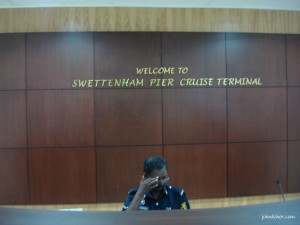 WELCOME TO
SWETTENHAM PIER CRUISE TERMINAL